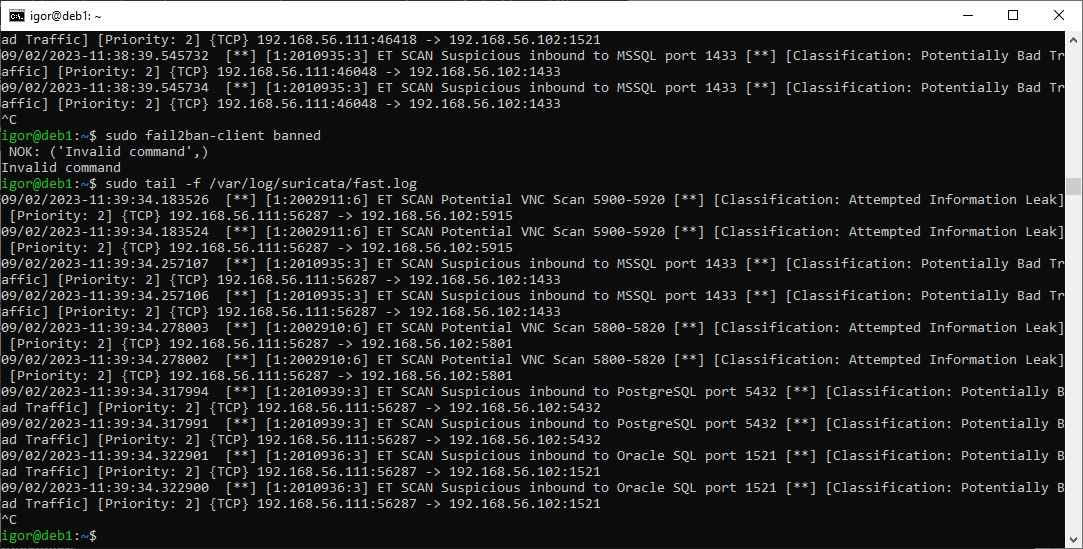 igor@deb1: ~
ad Traffic] [Priority: 2] {TCP} 192.168.56.111:46418 -> 192.168.56.102:1521
09/02/2023-11:38:39.545732  [**] [1:2010935:3] ET SCAN Suspicious inbound to MSSQL port 1433 [**] [Classification: Potentially Bad Tr
affic] [Priority: 2] {TCP} 192.168.56.111:46048 -> 192.168.56.102:1433
09/02/2023-11:38:39.545734  [**] [1:2010935:3] ET SCAN Suspicious inbound to MSSQL port 1433 [**] [Classification: Potentially Bad Tr
affic] [Priority: 2] {TCP} 192.168.56.111:46048 -> 192.168.56.102:1433
^C
igor@deb1:~$ sudo fail2ban-client banned
 NOK: ('Invalid command',)
Invalid command
igor@deb1:~$ sudo tail -f /var/log/suricata/fast.log
09/02/2023-11:39:34.183526  [**] [1:2002911:6] ET SCAN Potential VNC Scan 5900-5920 [**] [Classification: Attempted Information Leak]
 [Priority: 2] {TCP} 192.168.56.111:56287 -> 192.168.56.102:5915
09/02/2023-11:39:34.183524  [**] [1:2002911:6] ET SCAN Potential VNC Scan 5900-5920 [**] [Classification: Attempted Information Leak]
 [Priority: 2] {TCP} 192.168.56.111:56287 -> 192.168.56.102:5915
09/02/2023-11:39:34.257107  [**] [1:2010935:3] ET SCAN Suspicious inbound to MSSQL port 1433 [**] [Classification: Potentially Bad Tr
affic] [Priority: 2] {TCP} 192.168.56.111:56287 -> 192.168.56.102:1433
09/02/2023-11:39:34.257106  [**] [1:2010935:3] ET SCAN Suspicious inbound to MSSQL port 1433 [**] [Classification: Potentially Bad Tr
affic] [Priority: 2] {TCP} 192.168.56.111:56287 -> 192.168.56.102:1433
09/02/2023-11:39:34.278003  [**] [1:2002910:6] ET SCAN Potential VNC Scan 5800-5820 [**] [Classification: Attempted Information Leak]
 [Priority: 2] {TCP} 192.168.56.111:56287 -> 192.168.56.102:5801
09/02/2023-11:39:34.278002  [**] [1:2002910:6] ET SCAN Potential VNC Scan 5800-5820 [**] [Classification: Attempted Information Leak]
 [Priority: 2] {TCP} 192.168.56.111:56287 -> 192.168.56.102:5801
09/02/2023-11:39:34.317994  [**] [1:2010939:3] ET SCAN Suspicious inbound to PostgreSQL port 5432 [**] [Classification: Potentially B
ad Traffic] [Priority: 2] {TCP} 192.168.56.111:56287 -> 192.168.56.102:5432
09/02/2023-11:39:34.317991  [**] [1:2010939:3] ET SCAN Suspicious inbound to PostgreSQL port 5432 [**] [Classification: Potentially B
ad Traffic] [Priority: 2] {TCP} 192.168.56.111:56287 -> 192.168.56.102:5432
09/02/2023-11:39:34.322901  [**] [1:2010936:3] ET SCAN Suspicious inbound to Oracle SQL port 1521 [**] [Classification: Potentially B
ad Traffic] [Priority: 2] {TCP} 192.168.56.111:56287 -> 192.168.56.102:1521
09/02/2023-11:39:34.322900  [**] [1:2010936:3] ET SCAN Suspicious inbound to Oracle SQL port 1521 [**] [Classification: Potentially B
ad Traffic] [Priority: 2] {TCP} 192.168.56.111:56287 -> 192.168.56.102:1521
^C
igor@deb1:~$